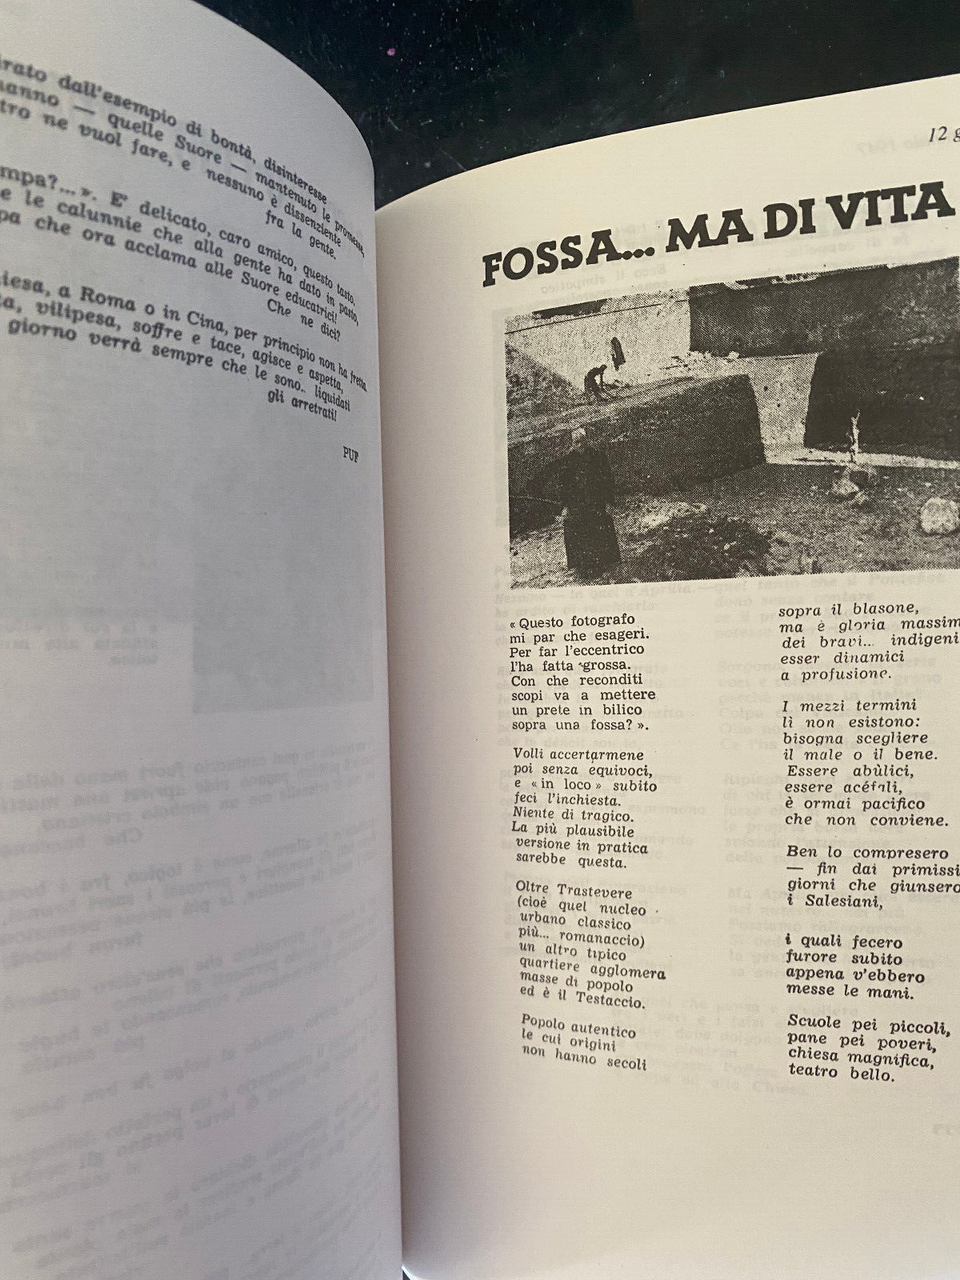 dall'esempio di bontà, disinteresse
— quelle Suore — mantenuto le promesse,
ne vuol fare, e nessuno è dissenziente
fra la gente.
E' delicato, caro amico, questo tasto.
e le calunnie che alla gente ha dato in pasto,
che ora acclama alle Suore educatrici!
Che ne dici?
a Roma o in Cina, per principio non ha fretta
vilipesa, soffre e tace, agisce e aspetta,
giorno verrà sempre che le sono.. liquidati
gli arretrati!
PUF
12 g
FOSSA... MA DI VITA
« Questo fotografo
mi par che esageri.
Per far l'eccentrico
l'ha fatta grossa.
Con che reconditi
scopi va a mettere
un prete in bilico
sopra una fossa? ».
Volli accertarmene
poi senza equivoci,
e « in loco » subito
feci l'inchiesta.
Niente di tragico.
La più plausibile
versione in pratica
sarebbe questa.
Oltre Trastevere
(cioè quel nucleo
urbano classico
più... romanaccio)
un altro tipico
quartiere agglomera
masse di popolo
ed è il Testaccio.
Popolo autentico
le cui origini
non hanno secoli
sopra il blasone,
ma è gloria massim
dei bravi... indigeni
esser dinamici
a profusione.
I mezzi termini
lì non esistono:
bisogna scegliere
il male o il bene.
Essere abùlici,
essere acéfali,
è ormai pacifico
che non conviene.
Ben lo compresero
— fin dai primissi
giorni che giunsero
i Salesiani,
i quali fecero
furore subito
appena v'ebbero
messe le mani.
Scuole pei piccoli,
pane pei poveri,
chiesa magnifica,
teatro bello.